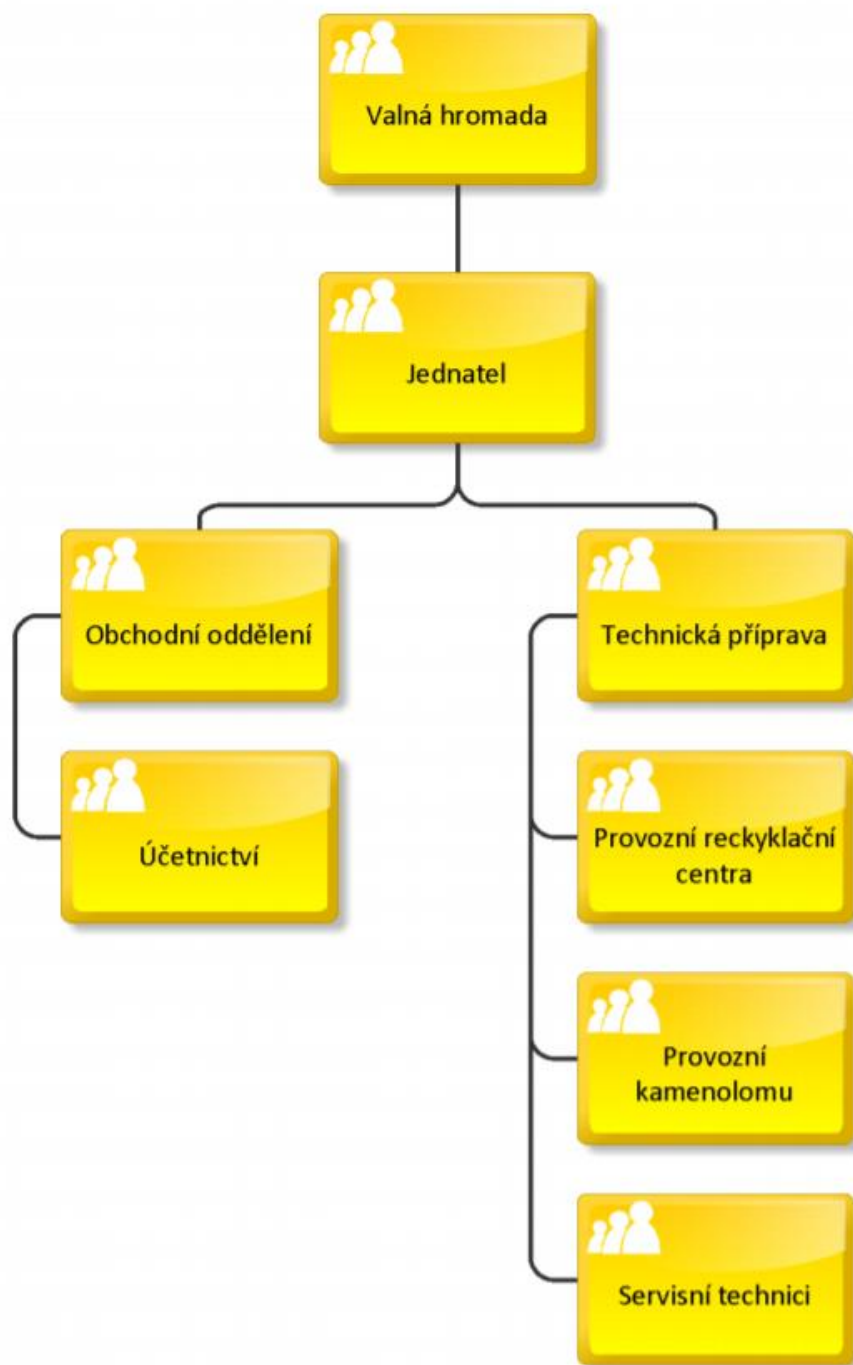 Valná hromada
Jednatel
Obchodní oddělení
Účetnictví
Technická příprava
Provozní reckyklační
centra
Provozní
kamenolomu
Servisní technici